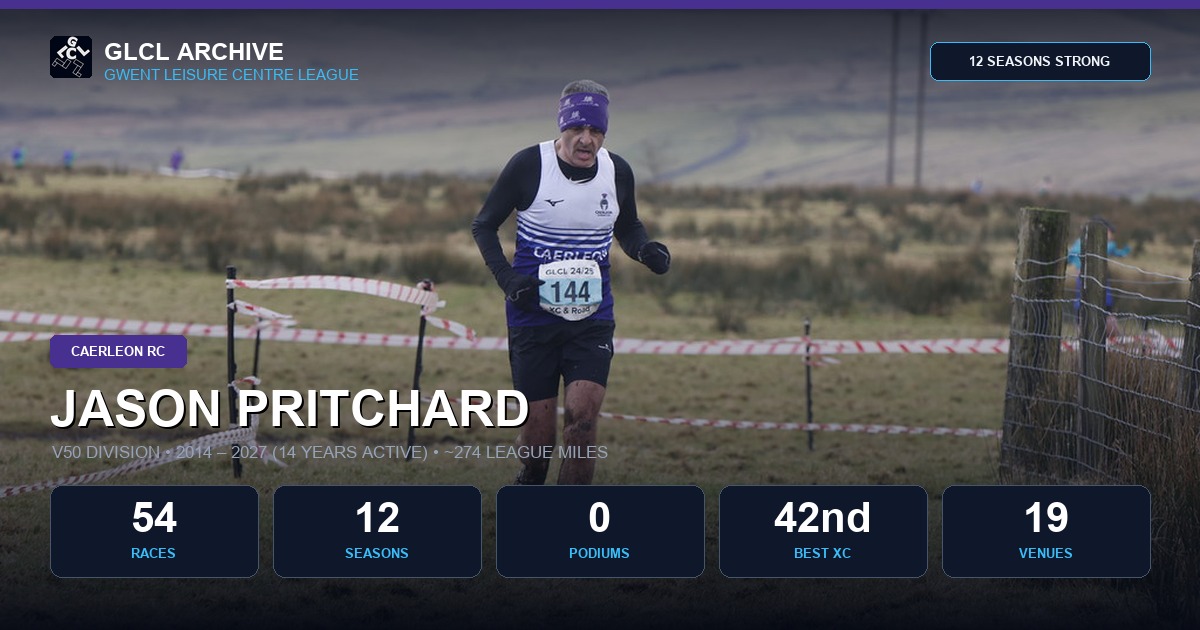 GLCL ARCHIVE
GWENT LEISURE CENTRE LEAGUE
12 SEASONS STRONG
CAERLEON
GLCL 24/25
144
XC & Road
CAERLEON RC
JASON PRITCHARD
V50 DIVISION • 2014 – 2027 (14 YEARS ACTIVE) • ~274 LEAGUE MILES
54
RACES
12
SEASONS
0
PODIUMS
42nd
BEST XC
19
VENUES